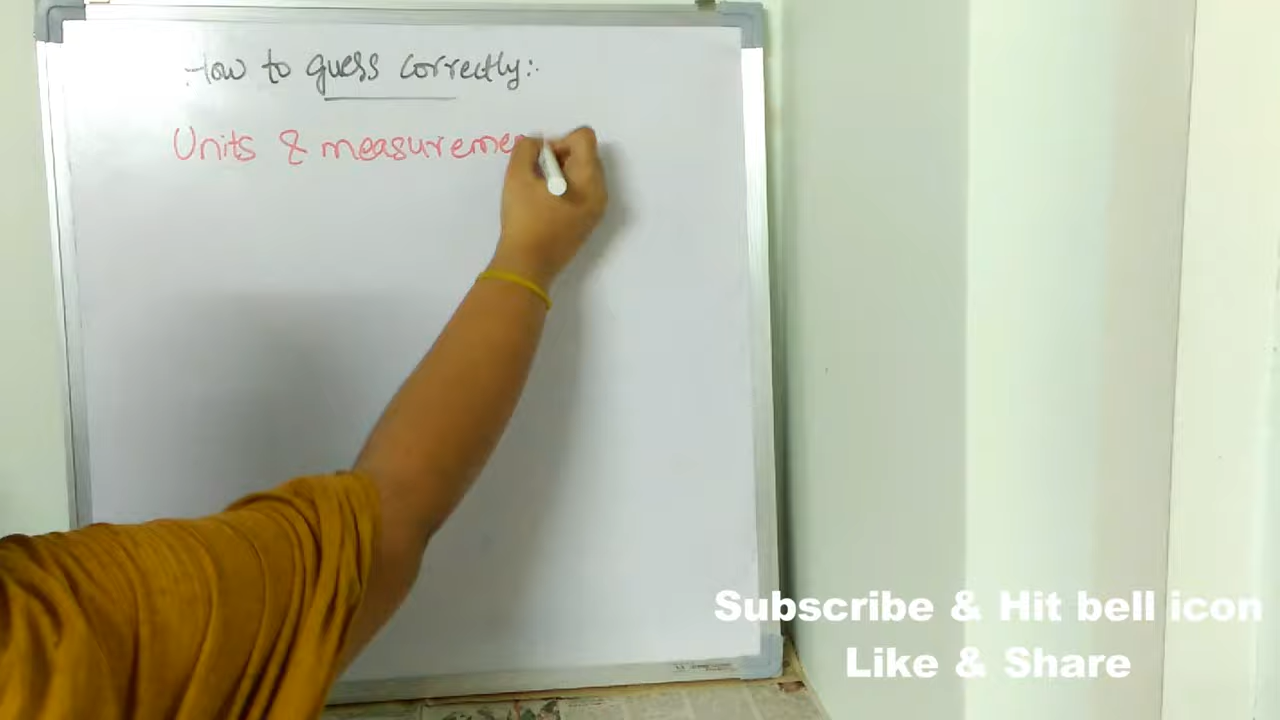 How to guess correctly:
Units & measureme
Subscribe & Hit bell icon
Like & Share